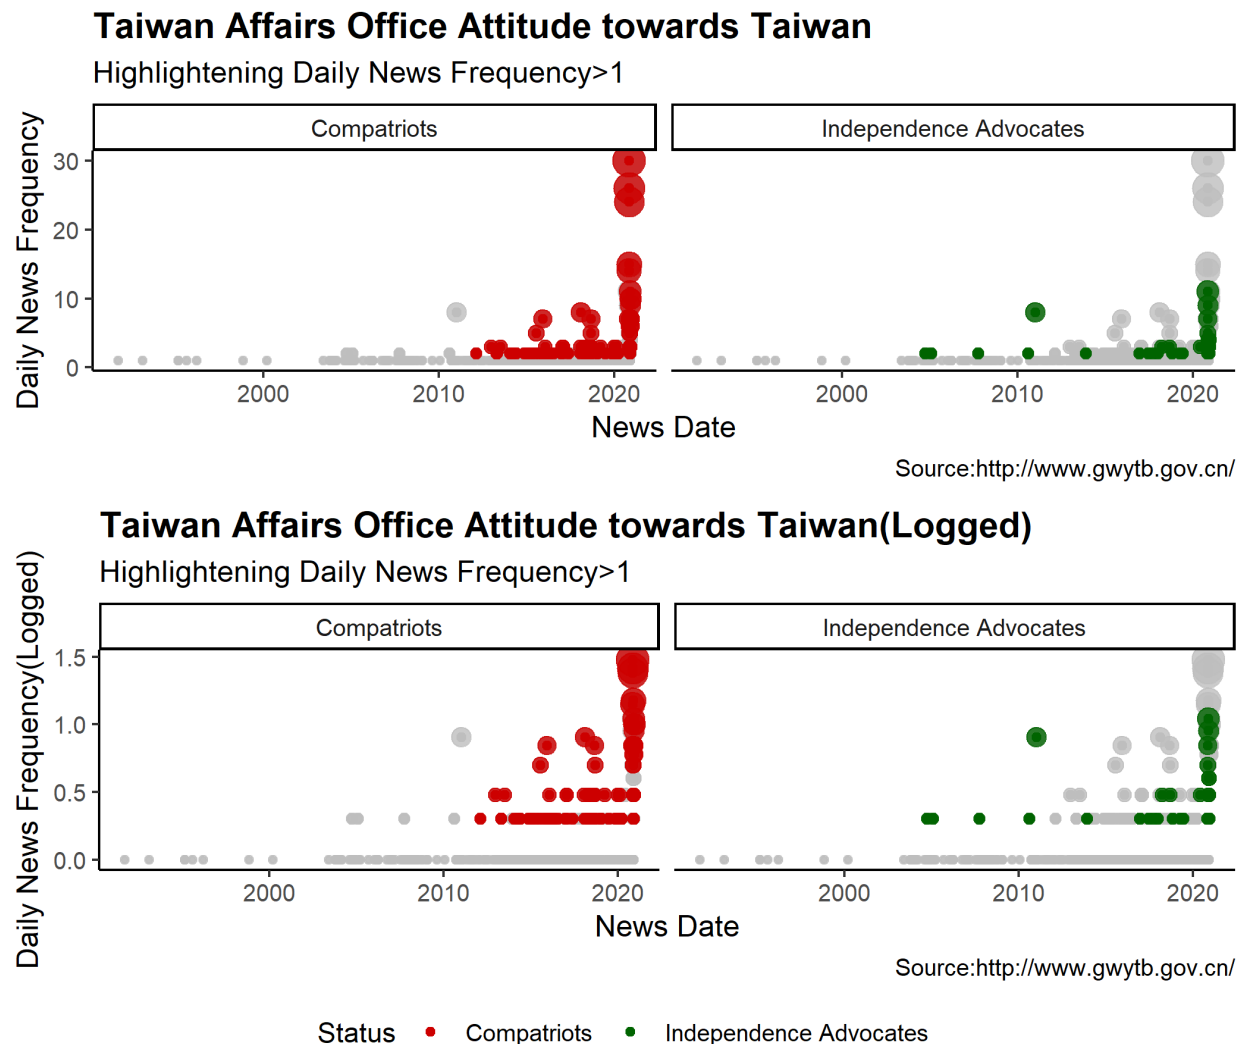 Taiwan Affairs Office Attitude towards Taiwan
Highlightening Daily News Frequency>1
Compatriots
Independence Advocates
Daily News Frequency
30
20
10
0
2000
2010
2020
2000
2010
2020
News Date
Source:http://www.gwytb.gov.cn/
Taiwan Affairs Office Attitude towards Taiwan(Logged)
Highlightening Daily News Frequency>1
Compatriots
Independence Advocates
Daily News Frequency(Logged)
1.5
1.0
0.5
0.0
2000
2010
2020
2000
2010
2020
News Date
Source:http://www.gwytb.gov.cn/
Status Compatriots Independence Advocates